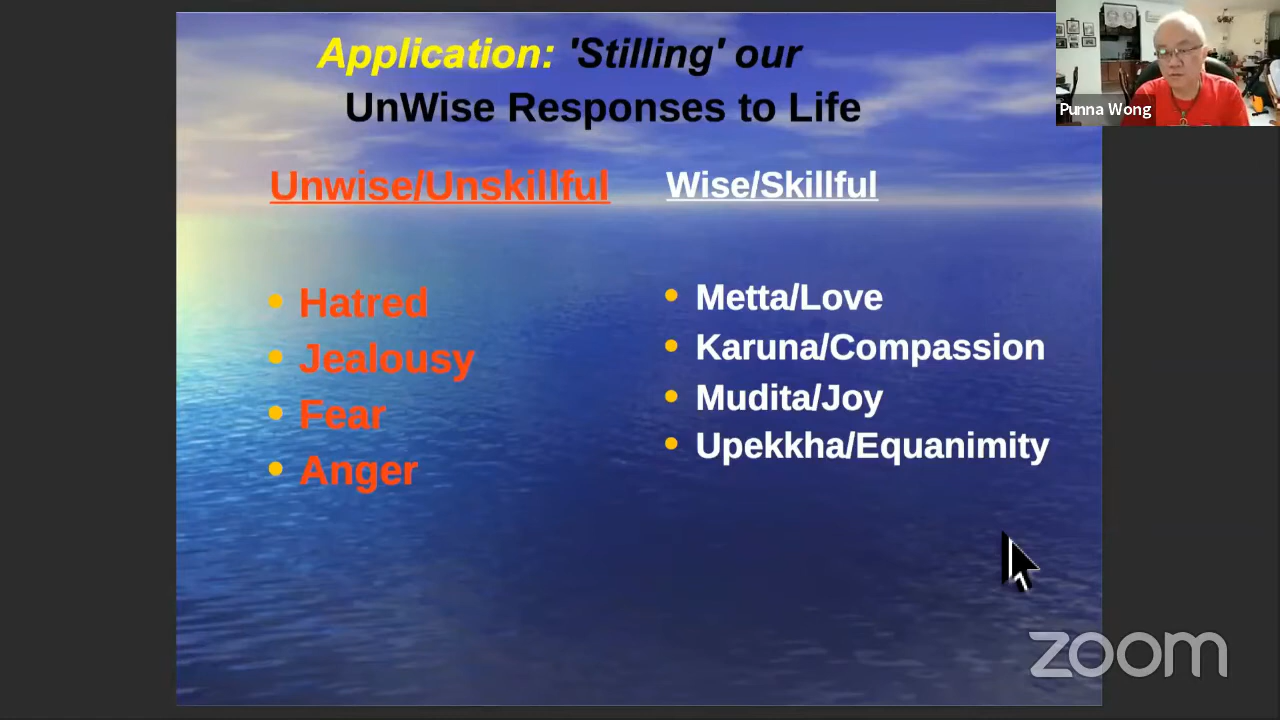 Application: 'Stilling' our
UnWise Responses to Life
Punna Wong
Unwise/Unskillful
Hatred
Jealousy
Fear
Anger
Wise/Skillful
Metta/Love
Karuna/Compassion
Mudita/Joy
Upekkha/Equanimity
zoom